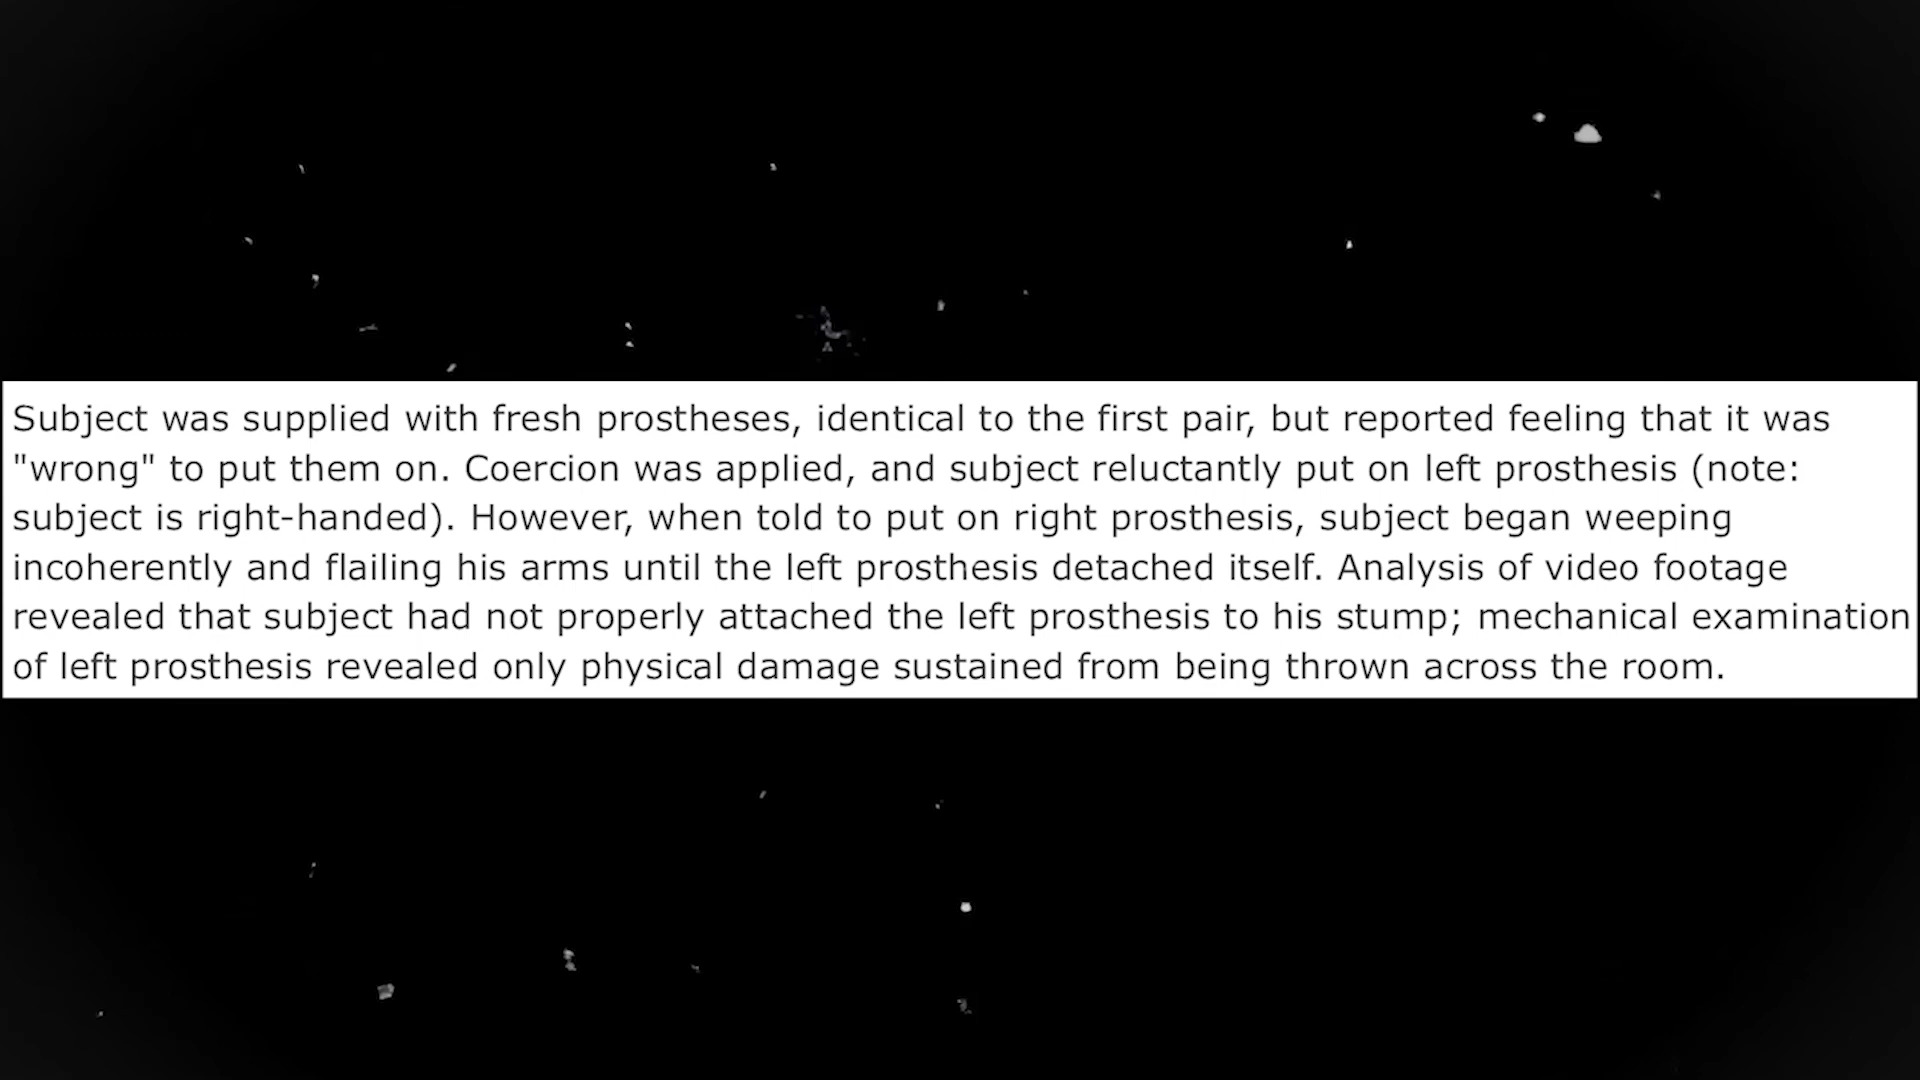 Subject was supplied with fresh prostheses, identical to the first pair, but reported feeling that it was
"wrong" to put them on. Coercion was applied, and subject reluctantly put on left prosthesis (note:
subject is right-handed). However, when told to put on right prosthesis, subject began weeping
incoherently and flailing his arms until the left prosthesis detached itself. Analysis of video footage
revealed that subject had not properly attached the left prosthesis to his stump; mechanical examination
of left prosthesis revealed only physical damage sustained from being thrown across the room.